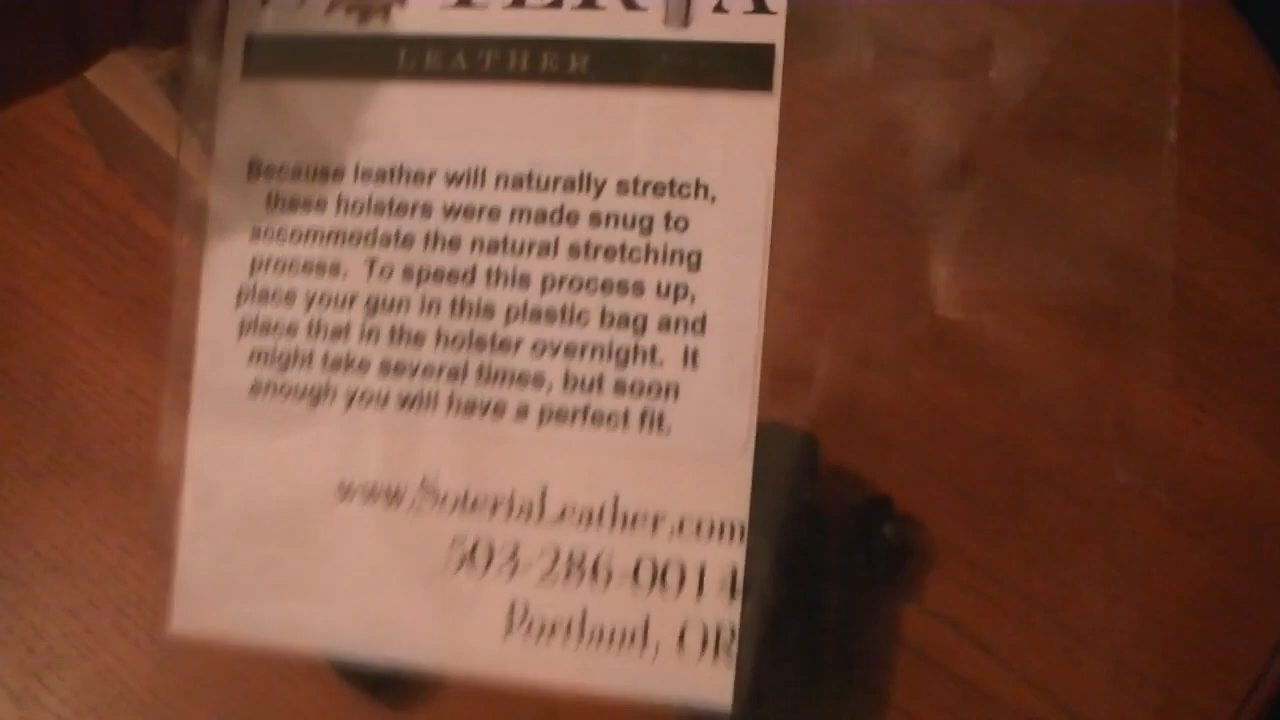 LEATHER
Because leather will naturally stretch,
these holsters were made snug to
accommodate the natural stretching
process. To speed this process up,
place your gun in this plastic bag and
place that in the holster overnight. It
might take several times, but soon
enough you will have a perfect fit.
www.SoteriaLeather.com
503-286-0014
Portland, OR